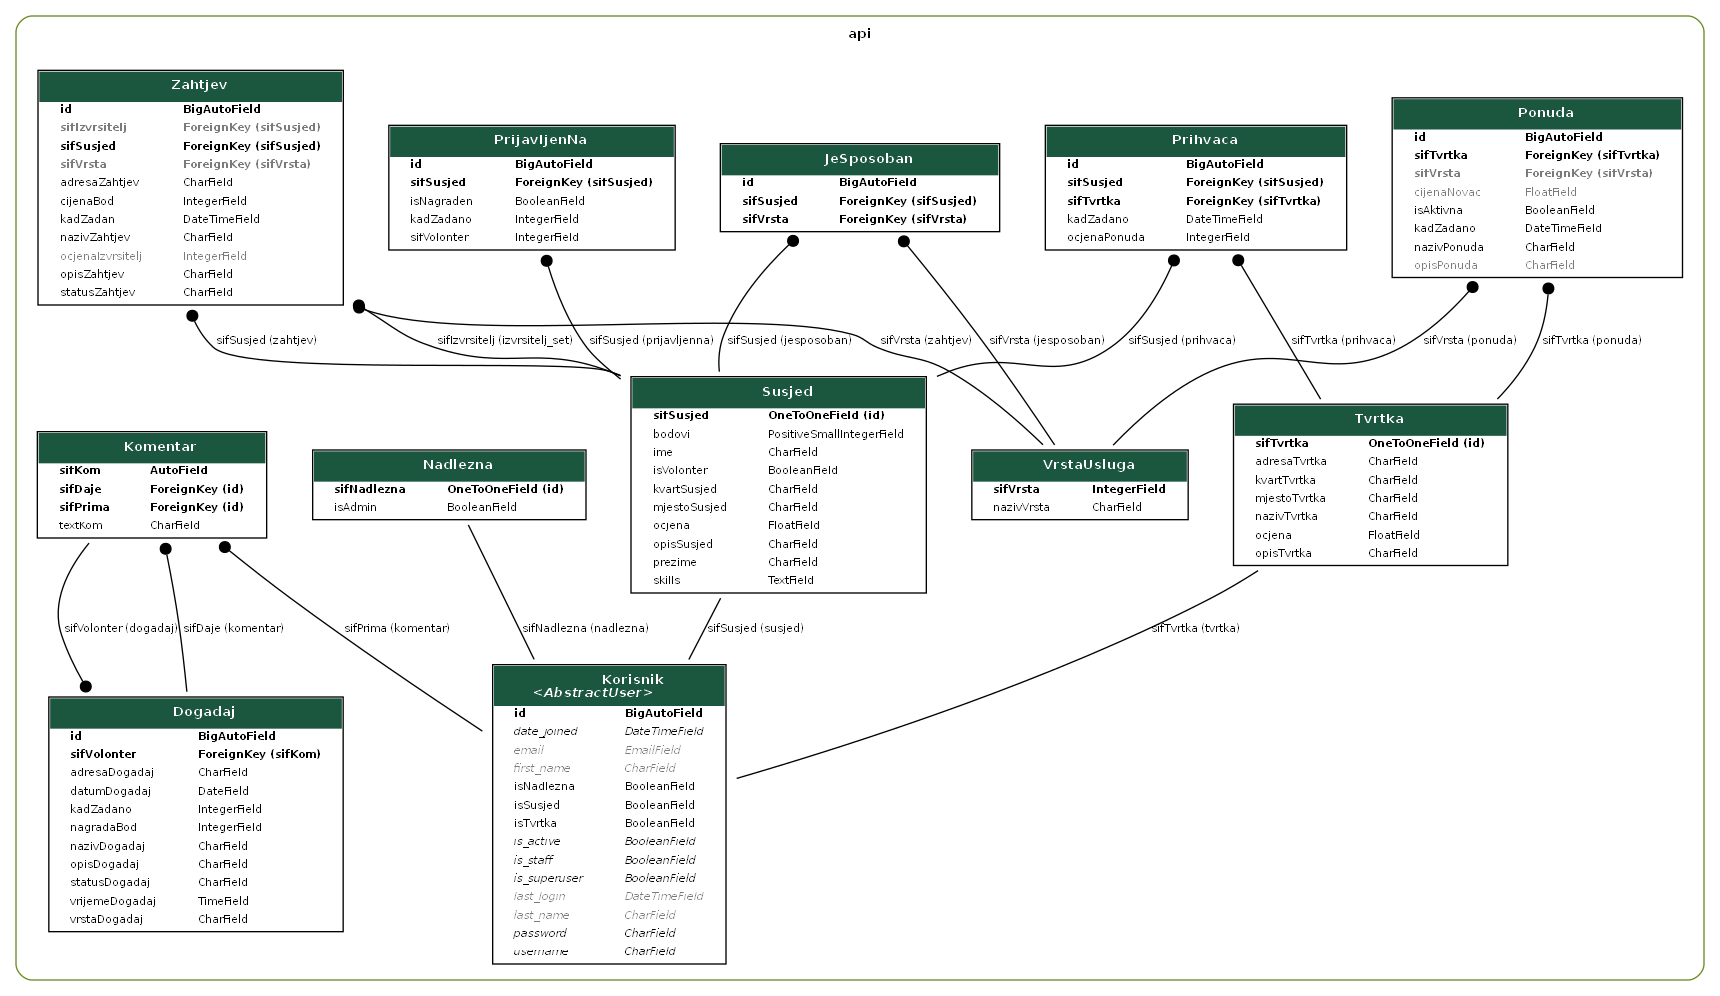 api
Zahtjev
id BigAutoField
sifIzvrsitelj ForeignKey (sifSusjed)
sifSusjed ForeignKey (sifSusjed)
sifVrsta ForeignKey (sifVrsta)
adresaZahtjev CharField
cijenaBod IntegerField
kadZadan DateTimeField
nazivZahtjev CharField
ocjenaIzvrsitelj IntegerField
opisZahtjev CharField
statusZahtjev CharField
PrijavljenNa
id BigAutoField
sifSusjed ForeignKey (sifSusjed)
isNagraden BooleanField
kadZadano IntegerField
sifVolonter IntegerField
JeSposoban
id BigAutoField
sifSusjed ForeignKey (sifSusjed)
sifVrsta ForeignKey (sifVrsta)
Prihvaca
id BigAutoField
sifSusjed ForeignKey (sifSusjed)
sifTvrtka ForeignKey (sifTvrtka)
kadZadano DateTimeField
ocjenaPonuda IntegerField
Ponuda
id BigAutoField
sifTvrtka ForeignKey (sifTvrtka)
sifVrsta ForeignKey (sifVrsta)
cijenaNovac FloatField
isAktivna BooleanField
kadZadano DateTimeField
nazivPonuda CharField
opisPonuda CharField
sifSusjed (zahtjev)
sifIzvrsitelj (izvrsitelj_set)
sifSusjed (prijavljenna)
sifSusjed (jesposoban)
sifVrsta (zahtjev)
sifVrsta (jesposoban)
sifSusjed (prihvaca)
sifTvrtka (prihvaca)
sifVrsta (ponuda)
sifTvrtka (ponuda)
Komentar
sifKom AutoField
sifDaje ForeignKey (id)
sifPrima ForeignKey (id)
textKom CharField
Nadlezna
sifNadlezna OneToOneField (id)
isAdmin BooleanField
Susjed
sifSusjed OneToOneField (id)
bodovi PositiveSmallIntegerField
ime CharField
isVolonter BooleanField
kvartSusjed CharField
mjestoSusjed CharField
ocjena FloatField
opisSusjed CharField
prezime CharField
skills TextField
VrstaUsluga
sifVrsta IntegerField
nazivVrsta CharField
Tvrtka
sifTvrtka OneToOneField (id)
adresaTvrtka CharField
kvartTvrtka CharField
mjestoTvrtka CharField
nazivTvrtka CharField
ocjena FloatField
opisTvrtka CharField
sifVolonter (dogadaj)
sifDaje (komentar)
sifPrima (komentar)
sifNadlezna (nadlezna)
sifSusjed (susjed)
sifTvrtka (tvrtka)
Dogadaj
id BigAutoField
sifVolonter ForeignKey (sifKom)
adresaDogadaj CharField
datumDogadaj DateField
kadZadano IntegerField
nagradaBod IntegerField
nazivDogadaj CharField
opisDogadaj CharField
statusDogadaj CharField
vrijemeDogadaj TimeField
vrstaDogadaj CharField
Korisnik
<AbstractUser>
id BigAutoField
date_joined DateTimeField
email EmailField
first_name CharField
isNadlezna BooleanField
isSusjed BooleanField
isTvrtka BooleanField
is_active BooleanField
is_staff BooleanField
is_superuser BooleanField
last_login DateTimeField
last_name CharField
password CharField
username CharField